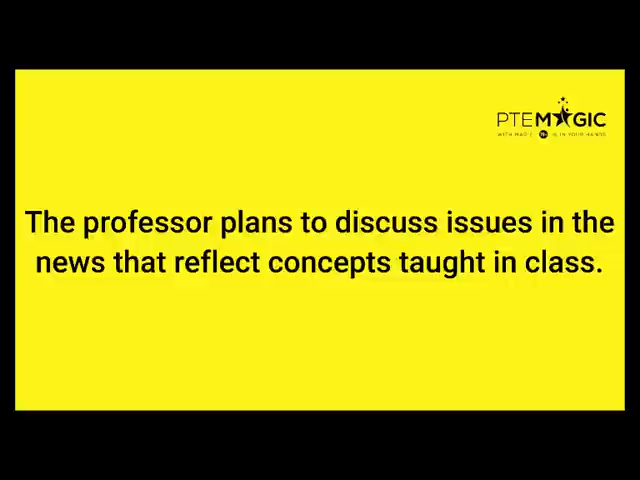 PTEMAGIC
The professor plans to discuss issues in the
news that reflect concepts taught in class.